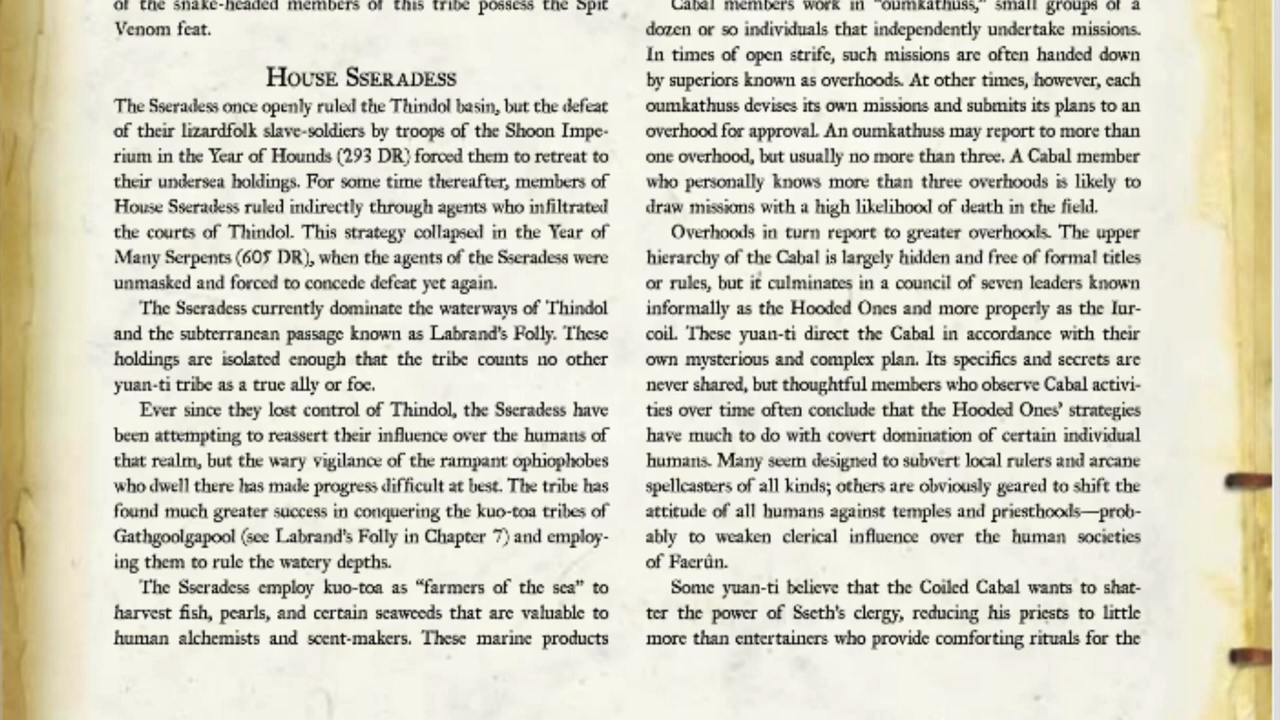 of the snake-headed members of this tribe possess the Spit
Venom feat.
HOUSE SSERADESS
The Sseradess once openly ruled the Thindol basin, but the defeat
of their lizardfolk slave-soldiers by troops of the Shoon Impe-
rium in the Year of Hounds (293 DR) forced them to retreat to
their undersea holdings. For some time thereafter, members of
House Sseradess ruled indirectly through agents who infiltrated
the courts of Thindol. This strategy collapsed in the Year of
Many Serpents (605 DR), when the agents of the Sseradess were
unmasked and forced to concede defeat yet again.
The Sseradess currently dominate the waterways of Thindol
and the subterranean passage known as Labrand's Folly. These
holdings are isolated enough that the tribe counts no other
yuan-ti tribe as a true ally or foe.
Ever since they lost control of Thindol, the Sseradess have
been attempting to reassert their influence over the humans of
that realm, but the wary vigilance of the rampant ophiophobes
who dwell there has made progress difficult at best. The tribe has
found much greater success in conquering the kuo-toa tribes of
Gathgoolgapool (see Labrand's Folly in Chapter 7) and employ-
ing them to rule the watery depths.
The Sseradess employ kuo-toa as “farmers of the sea” to
harvest fish, pearls, and certain seaweeds that are valuable to
human alchemists and scent-makers. These marine products
Cabal members work in “oumkathuss,” small groups of a
dozen or so individuals that independently undertake missions.
In times of open strife, such missions are often handed down
by superiors known as overhoods. At other times, however, each
oumkathuss devises its own missions and submits its plans to an
overhood for approval. An oumkathuss may report to more than
one overhood, but usually no more than three. A Cabal member
who personally knows more than three overhoods is likely to
draw missions with a high likelihood of death in the field.
Overhoods in turn report to greater overhoods. The upper
hierarchy of the Cabal is largely hidden and free of formal titles
or rules, but it culminates in a council of seven leaders known
informally as the Hooded Ones and more properly as the Iur-
coil. These yuan-ti direct the Cabal in accordance with their
own mysterious and complex plan. Its specifics and secrets are
never shared, but thoughtful members who observe Cabal activi-
ties over time often conclude that the Hooded Ones' strategies
have much to do with covert domination of certain individual
humans. Many seem designed to subvert local rulers and arcane
spellcasters of all kinds; others are obviously geared to shift the
attitude of all humans against temples and priesthoods—prob-
ably to weaken clerical influence over the human societies
of Faerûn.
Some yuan-ti believe that the Coiled Cabal wants to shat-
ter the power of Sseth's clergy, reducing his priests to little
more than entertainers who provide comforting rituals for the